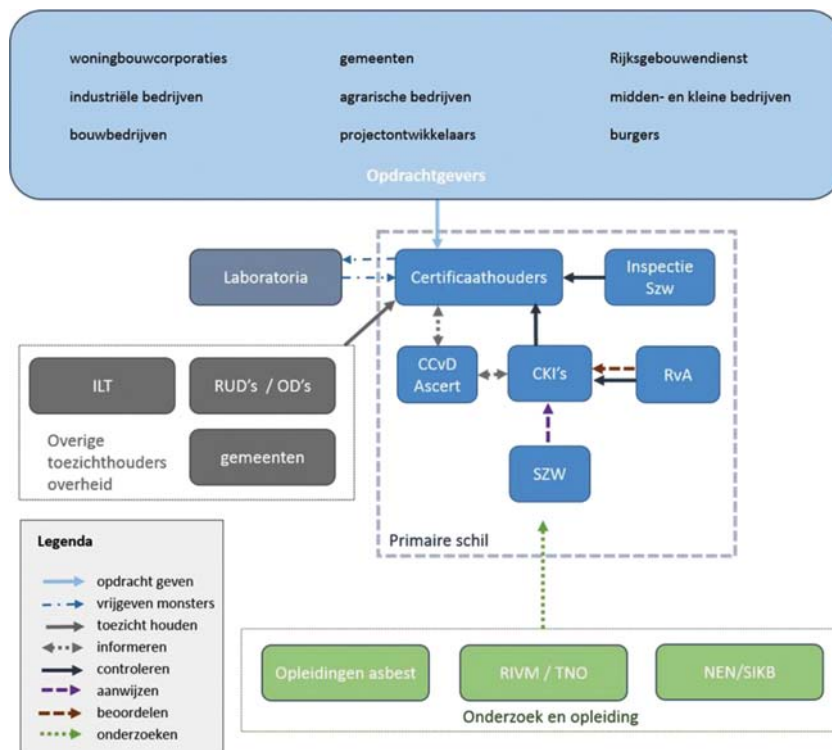 woningbouwcorporaties gemeenten Rijksgebouwendienst
industriële bedrijven agrarische bedrijven midden- en kleine bedrijven
bouwbedrijven projectontwikkelaars burgers
Opdrachtgevers
Laboratoria
Certificaathouders
Inspectie
Szw
CCvD
Ascert
CKI's
RvA
SZW
Primaire schil
ILT
RUD's / OD's
gemeenten
Overige
toezichthouders
overheid
Legenda
opdracht geven
vrijgeven monsters
toezicht houden
informeren
controleren
aanwijzen
beoordelen
onderzoeken
Opleidingen asbest
RIVM / TNO
NEN/SIKB
Onderzoek en opleiding